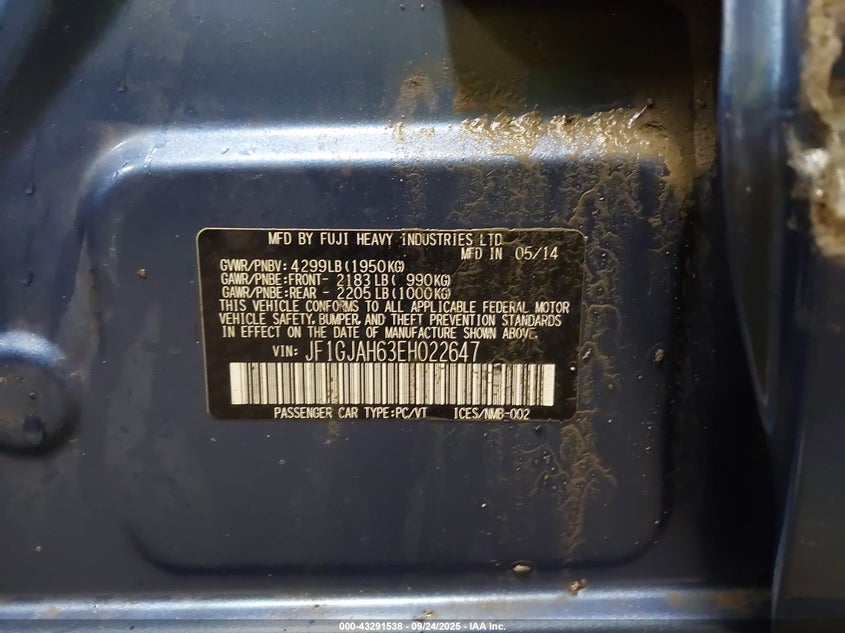 MFD BY FUJI HEAVY INDUSTRIES LTD
MFD IN 05/14
GVWR/PNBV: 4299LB(1950KG)
GAWR/PNBE:FRONT- 2183LB( 990KG)
GAWR/PNBE:REAR - 2205LB(1000KG)
THIS VEHICLE CONFORMS TO ALL APPLICABLE FEDERAL MOTOR
VEHICLE SAFETY, BUMPER, AND THEFT PREVENTION STANDARDS
IN EFFECT ON THE DATE OF MANUFACTURE SHOWN ABOVE.
VIN: JF1GJAH63EH022647
PASSENGER CAR TYPE:PC/VT ICES/NMB-002
000-43291538 - 09/24/2025 - IAA Inc.